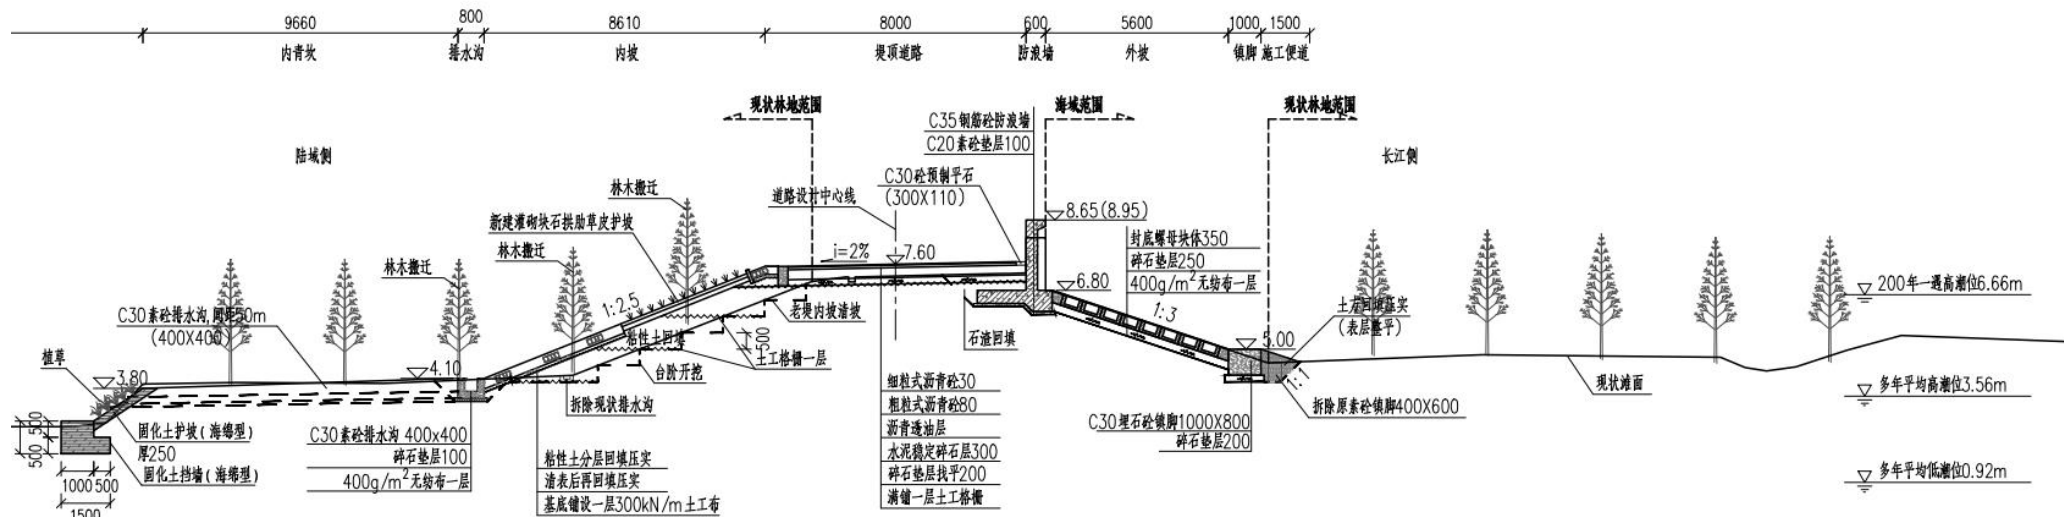 9660
800
8610
8000
600
5600
1000
1500
内青坎
排水沟
内坡
堤顶道路
防浪墙
外坡
镇脚
施工便道
现状林地范围
海域范围
现状林地范围
陆域侧
长江侧
C35钢筋砼防浪墙
C20素砼垫层100
C30砼预制平石
(300X110)
道路设计中心线
林木搬迁
新建灌砌块石拱肋草皮护坡
林木搬迁
林木搬迁
8.65(8.95)
封底螺母块体350
碎石垫层250
400g/m²无纺布一层
i=2%
7.60
6.80
1:2.5
1:3
200年一遇高潮位6.66m
C30素砼排水沟,间距50m
(400X400)
粘性土回填
老堤内坡清坡
500
土工格栅一层
石渣回填
土方回填压实
(表层整平)
5.00
植草
3.80
4.10
台阶开挖
1:1
现状滩面
多年平均高潮位3.56m
细粒式沥青砼30
粗粒式沥青砼80
沥青透油层
水泥稳定碎石层300
碎石垫层找平200
满铺一层土工格栅
拆除现状排水沟
拆除原素砼镇脚400X600
C30埋石砼镇脚1000X800
碎石垫层200
500
500
固化土护坡(海绵型)
厚250
固化土挡墙(海绵型)
C30素砼排水沟 400x400
碎石垫层100
400g/m²无纺布一层
粘性土分层回填压实
清表后再回填压实
基底铺设一层300kN/m土工布
多年平均低潮位0.92m
1000
500
1500